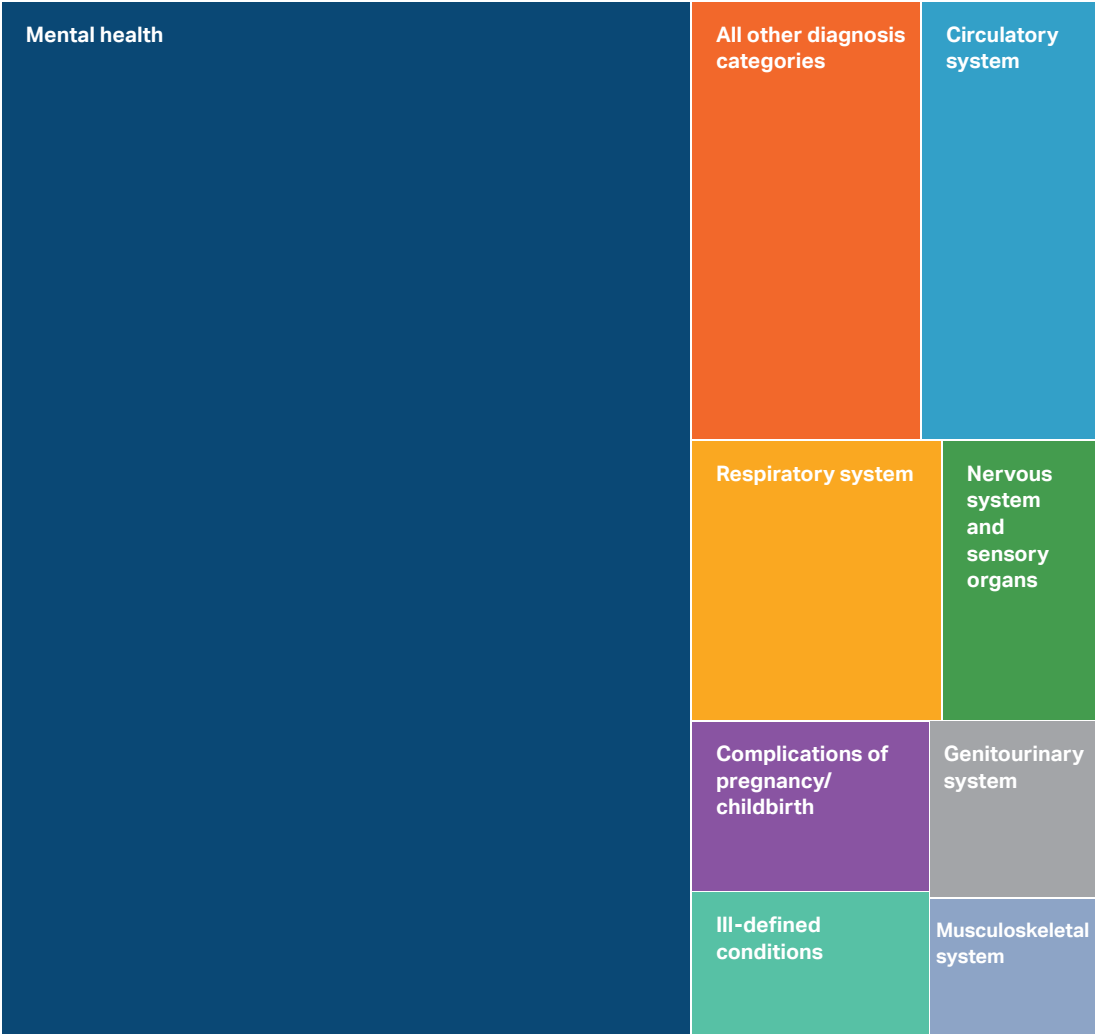 Mental health
All other diagnosis
categories
Circulatory
system
Respiratory system
Nervous
system
and
sensory
organs
Complications of
pregnancy/
childbirth
Genitourinary
system
Ill-defined
conditions
Musculoskeletal
system